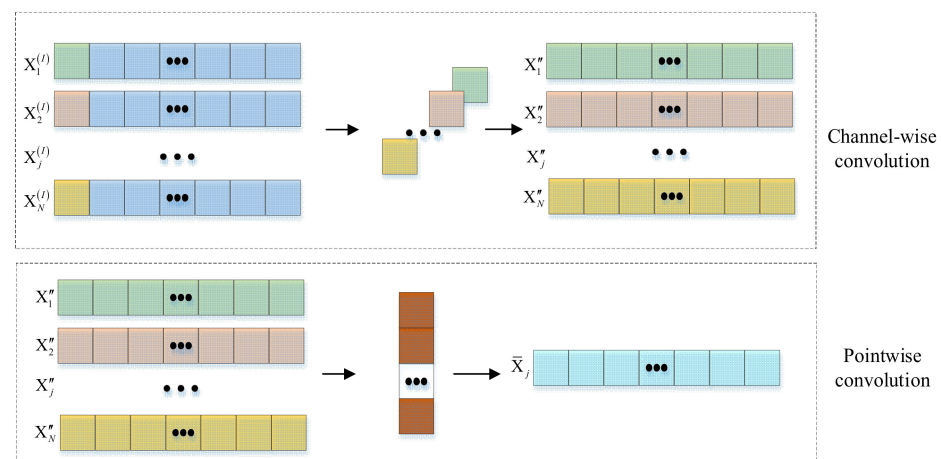 X₁⁽ᴵ⁾ ••• X₁″ •••
X₂⁽ᴵ⁾ ••• X₂″ •••
Xⱼ⁽ᴵ⁾ • • • Xⱼ″ • • •
X_N⁽ᴵ⁾ ••• X_N″ •••
• • •
Channel-wise
convolution
X₁″ •••
X₂″ •••
Xⱼ″ • • •
X_N″ •••
•••
X̄ⱼ •••
Pointwise
convolution